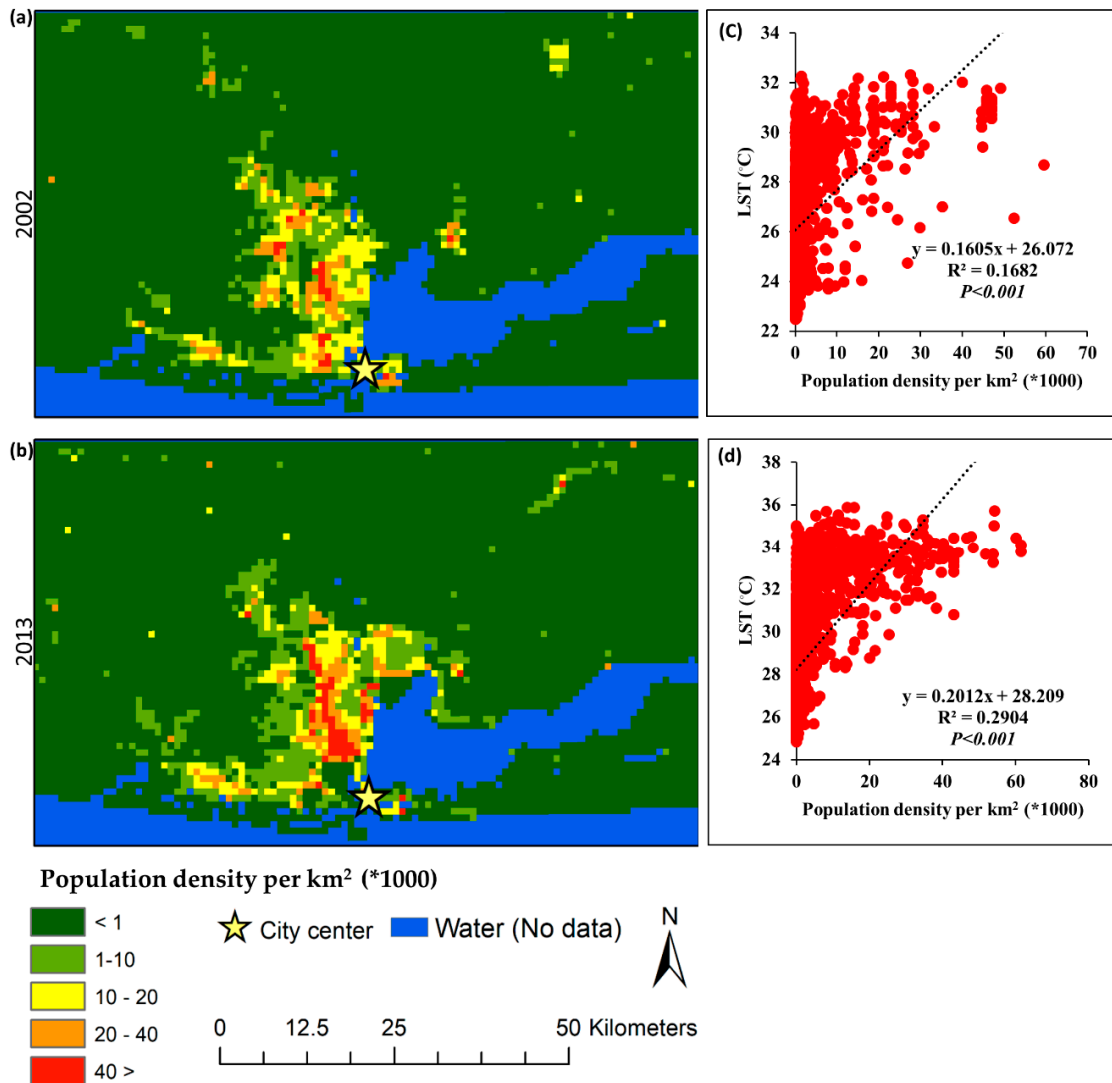 (a)
2002
(C)
34
32
30
28
26
24
22
LST (°C)
y = 0.1605x + 26.072
R² = 0.1682
P<0.001
0 10 20 30 40 50 60 70
Population density per km² (*1000)
(b)
2013
(d)
38
36
34
32
30
28
26
24
LST (°C)
y = 0.2012x + 28.209
R² = 0.2904
P<0.001
0 20 40 60 80
Population density per km² (*1000)
Population density per km² (*1000)
< 1
1-10
10 - 20
20 - 40
40 >
City center
Water (No data)
N
0 12.5 25 50 Kilometers